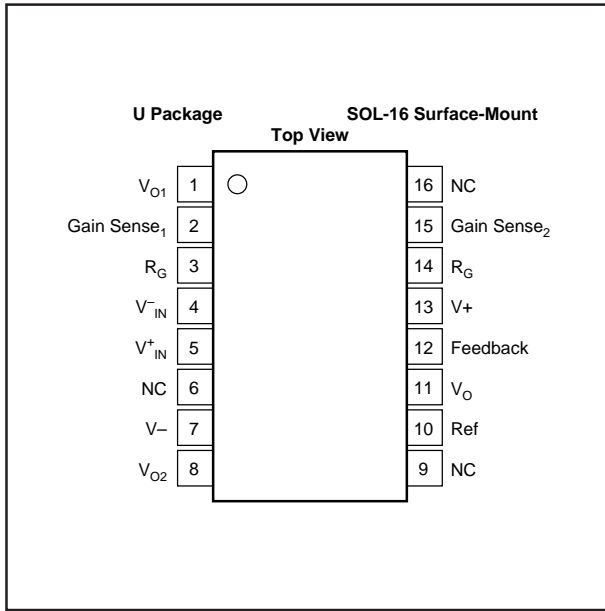 U Package
SOL-16 Surface-Mount
Top View
V_O1 1
Gain Sense_1 2
R_G 3
V^–_IN 4
V^+_IN 5
NC 6
V– 7
V_O2 8
16 NC
15 Gain Sense_2
14 R_G
13 V+
12 Feedback
11 V_O
10 Ref
9 NC